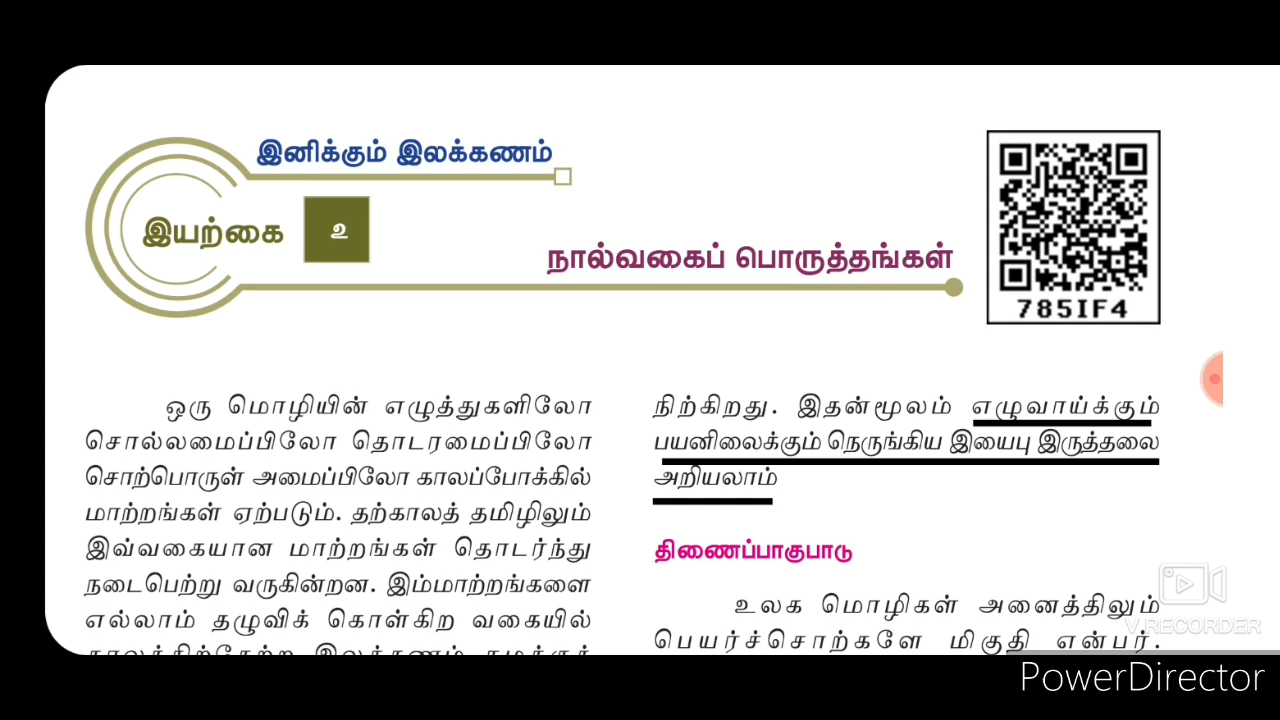 இனிக்கும் இலக்கணம்
இயற்கை ௨
நால்வகைப் பொருத்தங்கள்
785IF4
ஒரு மொழியின் எழுத்துகளிலோ
சொல்லமைப்பிலோ தொடரமைப்பிலோ
சொற்பொருள் அமைப்பிலோ காலப்போக்கில்
மாற்றங்கள் ஏற்படும். தற்காலத் தமிழிலும்
இவ்வகையான மாற்றங்கள் தொடர்ந்து
நடைபெற்று வருகின்றன. இம்மாற்றங்களை
எல்லாம் தழுவிக் கொள்கிற வகையில்
நிற்கிறது. இதன்மூலம் எழுவாய்க்கும்
பயனிலைக்கும் நெருங்கிய இயைபு இருத்தலை
அறியலாம்
திணைப்பாகுபாடு
உலக மொழிகள் அனைத்திலும்
பெயர்ச்சொற்களே மிகுதி என்பர்.
V RECORDER
PowerDirector